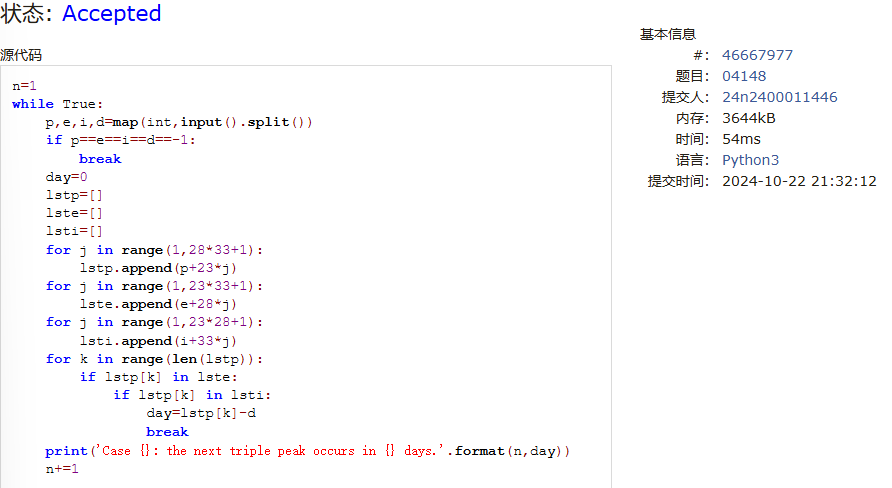 状态: Accepted
源代码
n=1
while True:
    p,e,i,d=map(int,input().split())
    if p==e==i==d==-1:
        break
    day=0
    lstp=[]
    lste=[]
    lsti=[]
    for j in range(1,28*33+1):
        lstp.append(p+23*j)
    for j in range(1,23*33+1):
        lste.append(e+28*j)
    for j in range(1,23*28+1):
        lsti.append(i+33*j)
    for k in range(len(lstp)):
        if lstp[k] in lste:
            if lstp[k] in lsti:
                day=lstp[k]-d
                break
    print('Case {}: the next triple peak occurs in {} days.'.format(n,day))
    n+=1
基本信息
#: 46667977
题目: 04148
提交人: 24n2400011446
内存: 3644kB
时间: 54ms
语言: Python3
提交时间: 2024-10-22 21:32:12